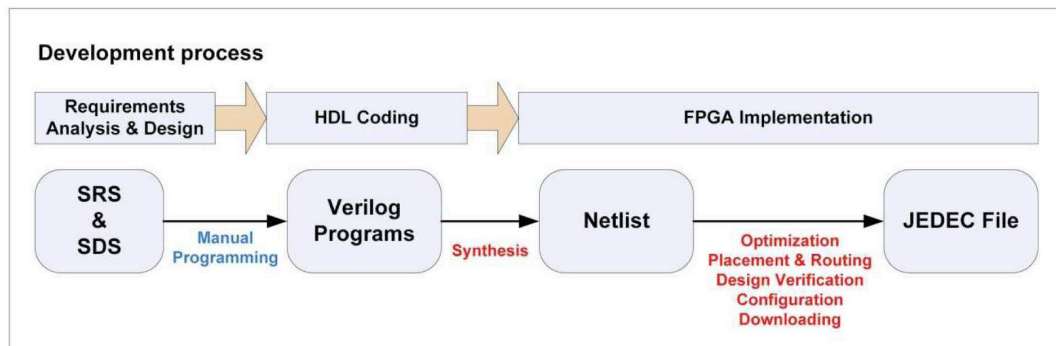 Development process
Requirements
Analysis & Design
HDL Coding
FPGA Implementation
SRS
&
SDS
Manual
Programming
Verilog
Programs
Synthesis
Netlist
Optimization
Placement & Routing
Design Verification
Configuration
Downloading
JEDEC File